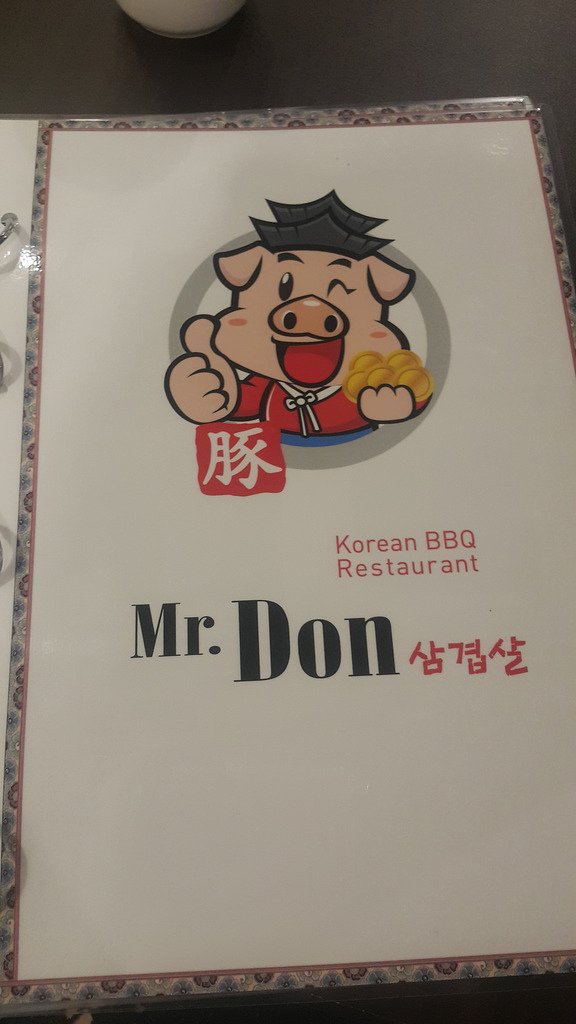 豚
Korean BBQ
Restaurant
Mr. Don 삼겹살